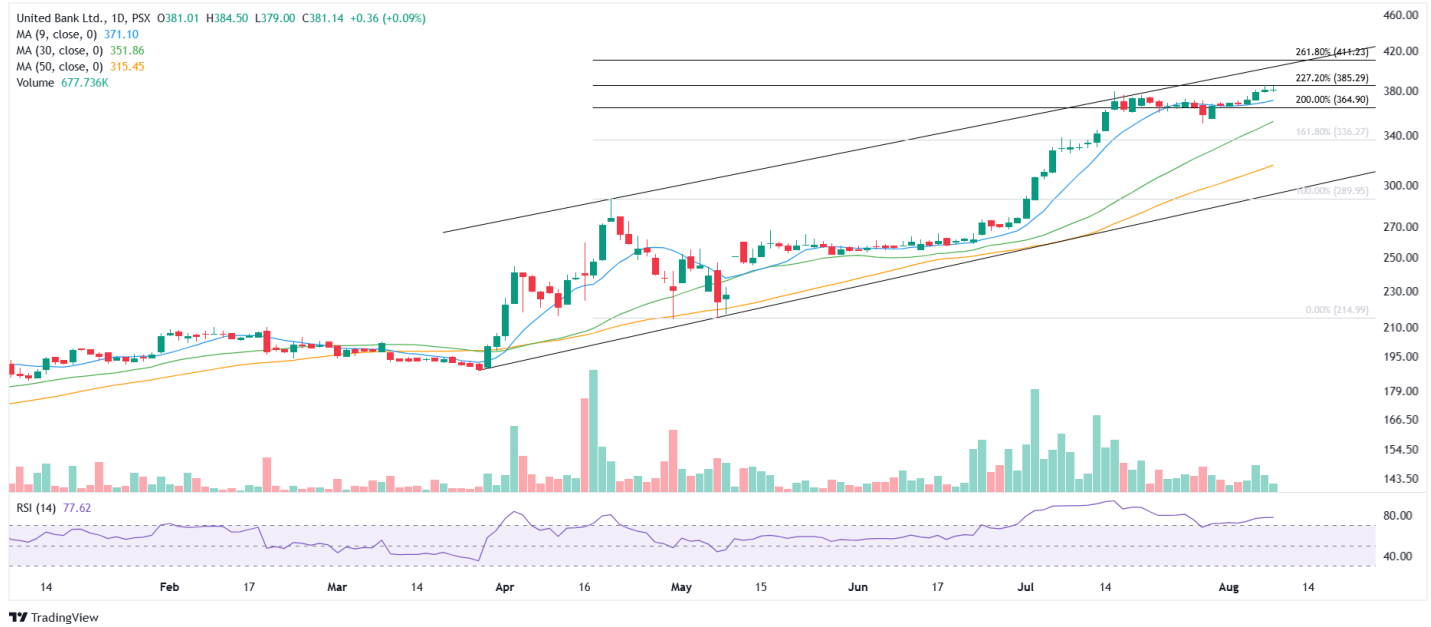 United Bank Ltd., 1D, PSX O381.01 H384.50 L379.00 C381.14 +0.36 (+0.09%)
MA (9, close, 0) 371.10
MA (30, close, 0) 351.86
MA (50, close, 0) 315.45
Volume 677.736K
460.00
261.80% (411.23)
420.00
227.20% (385.29)
380.00
200.00% (364.90)
161.80% (336.27)
340.00
100.00% (289.95)
300.00
270.00
250.00
230.00
0.00% (214.99)
210.00
195.00
179.00
166.50
154.50
143.50
RSI (14) 77.62
80.00
40.00
14 Feb 17 Mar 14 Apr 16 May 15 Jun 17 Jul 14 Aug 14
TradingView